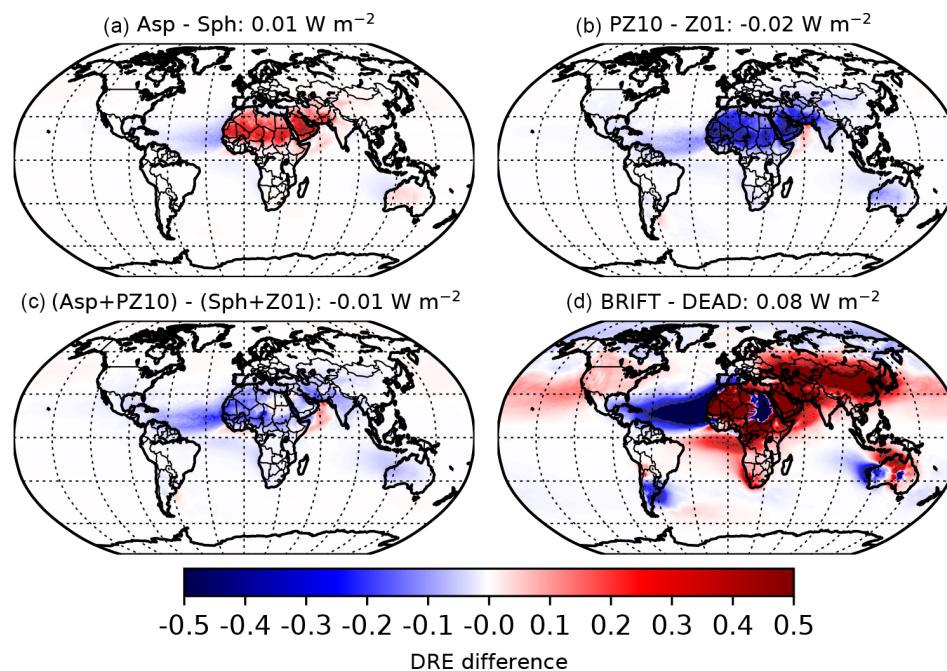 (a) Asp - Sph: 0.01 W m⁻²
(b) PZ10 - Z01: -0.02 W m⁻²
(c) (Asp+PZ10) - (Sph+Z01): -0.01 W m⁻²
(d) BRIFT - DEAD: 0.08 W m⁻²
-0.5 -0.4 -0.3 -0.2 -0.1 -0.0 0.1 0.2 0.3 0.4 0.5
DRE difference